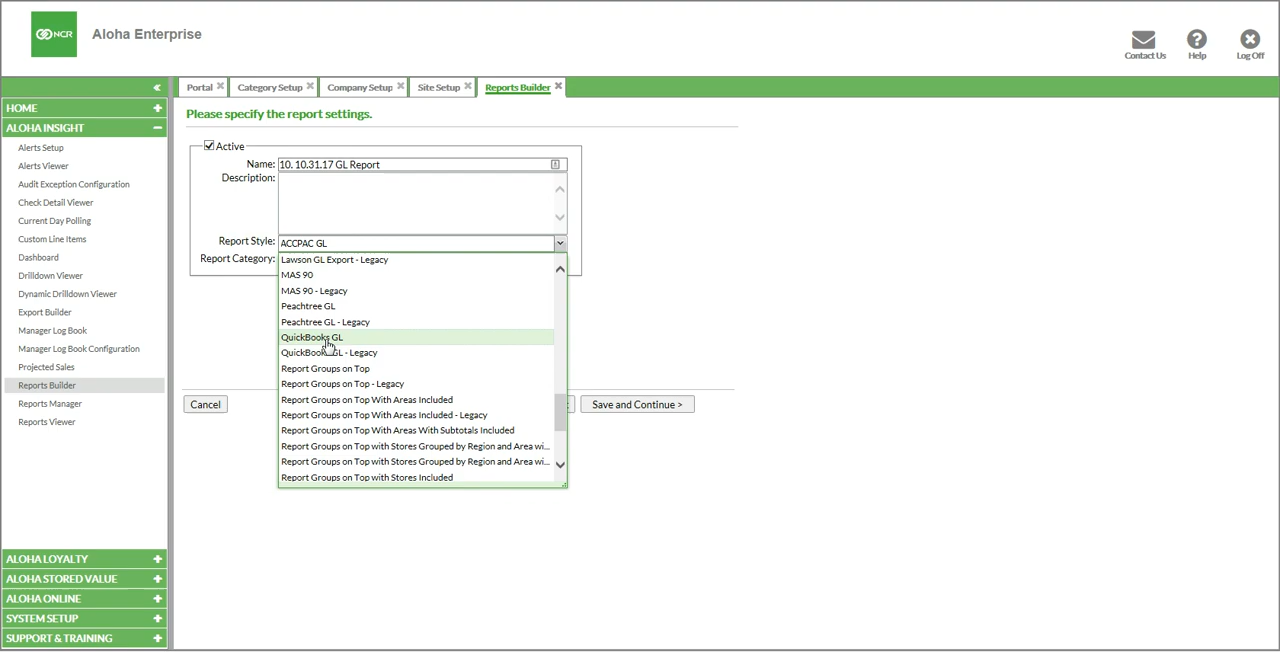 NCR
Aloha Enterprise
Contact Us
Help
Log Off
Portal
Category Setup
Company Setup
Site Setup
Reports Builder
HOME
ALOHA INSIGHT
Alerts Setup
Alerts Viewer
Audit Exception Configuration
Check Detail Viewer
Current Day Polling
Custom Line Items
Dashboard
Drilldown Viewer
Dynamic Drilldown Viewer
Export Builder
Manager Log Book
Manager Log Book Configuration
Projected Sales
Reports Builder
Reports Manager
Reports Viewer
ALOHA LOYALTY
ALOHA STORED VALUE
ALOHA ONLINE
SYSTEM SETUP
SUPPORT & TRAINING
Please specify the report settings.
Active
Name: 10. 10.31.17 GL Report
Description:
Report Style: ACCPAC GL
Report Category:
Lawson GL Export - Legacy
MAS 90
MAS 90 - Legacy
Peachtree GL
Peachtree GL - Legacy
QuickBooks GL
QuickBooks GL - Legacy
Report Groups on Top
Report Groups on Top - Legacy
Report Groups on Top With Areas Included
Report Groups on Top With Areas Included - Legacy
Report Groups on Top With Areas With Subtotals Included
Report Groups on Top with Stores Grouped by Region and Area wi...
Report Groups on Top with Stores Grouped by Region and Area wi...
Report Groups on Top with Stores Included
Cancel
Save and Continue >